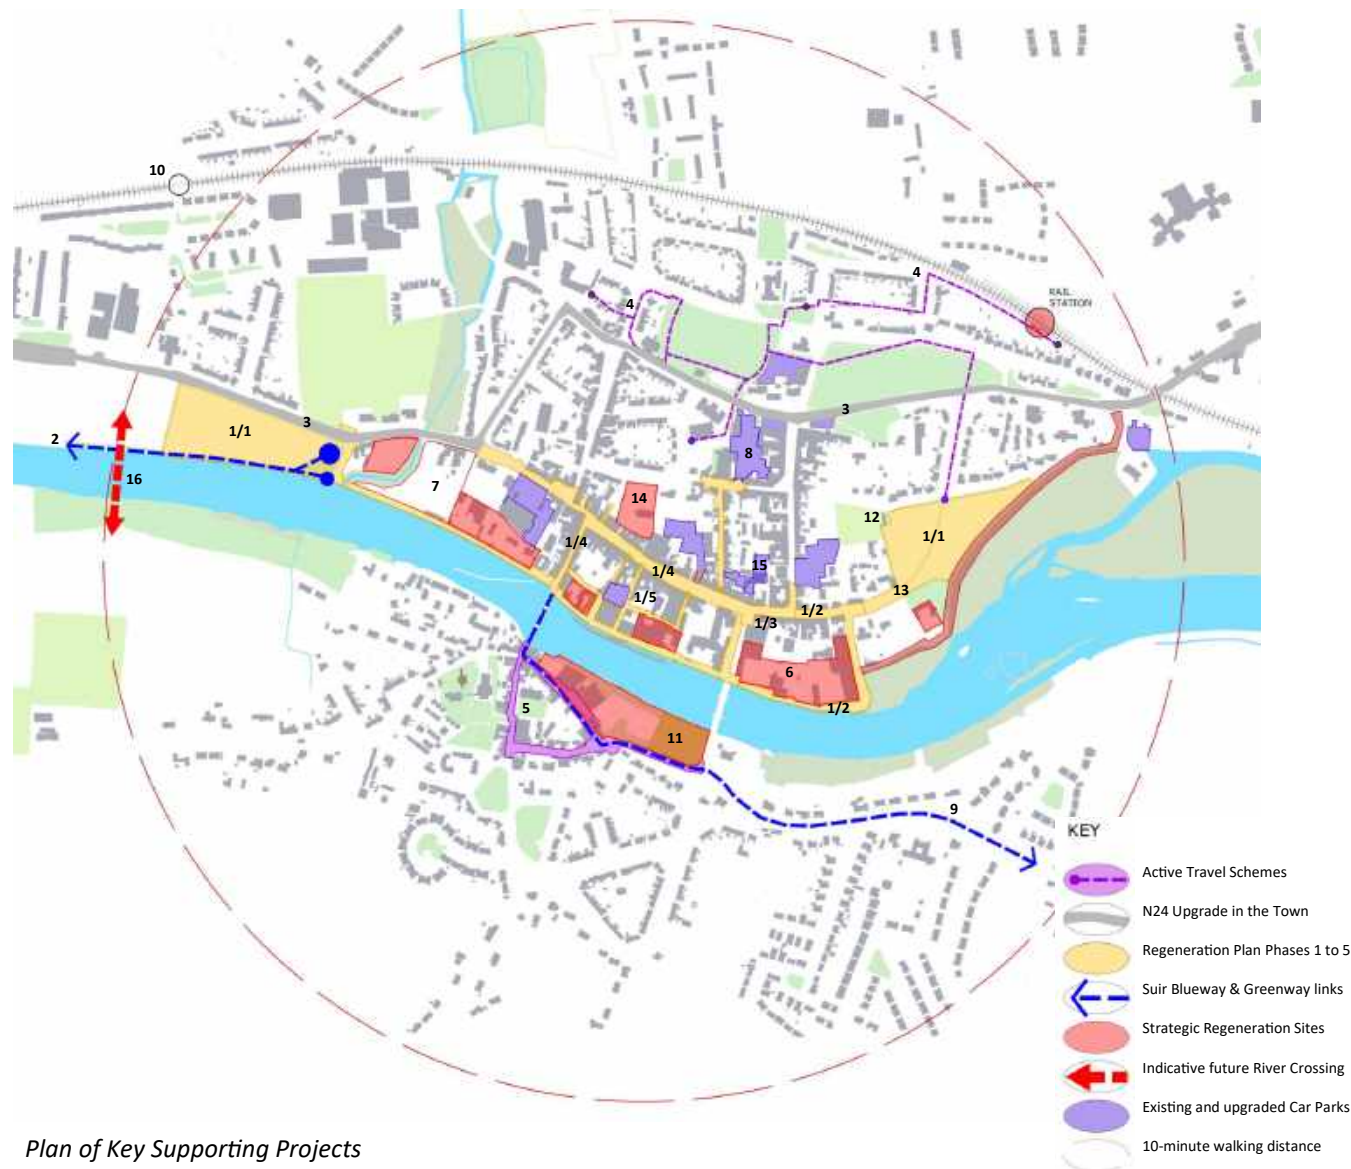 10
4
4
RAIL
STATION
3
3
2
1/1
16
7
8
14
12
1/1
1/4
1/4
15
1/5
13
1/2
1/3
6
1/2
5
11
9
KEY
Active Travel Schemes
N24 Upgrade in the Town
Regeneration Plan Phases 1 to 5
Suir Blueway & Greenway links
Strategic Regeneration Sites
Indicative future River Crossing
Existing and upgraded Car Parks
10-minute walking distance
Plan of Key Supporting Projects